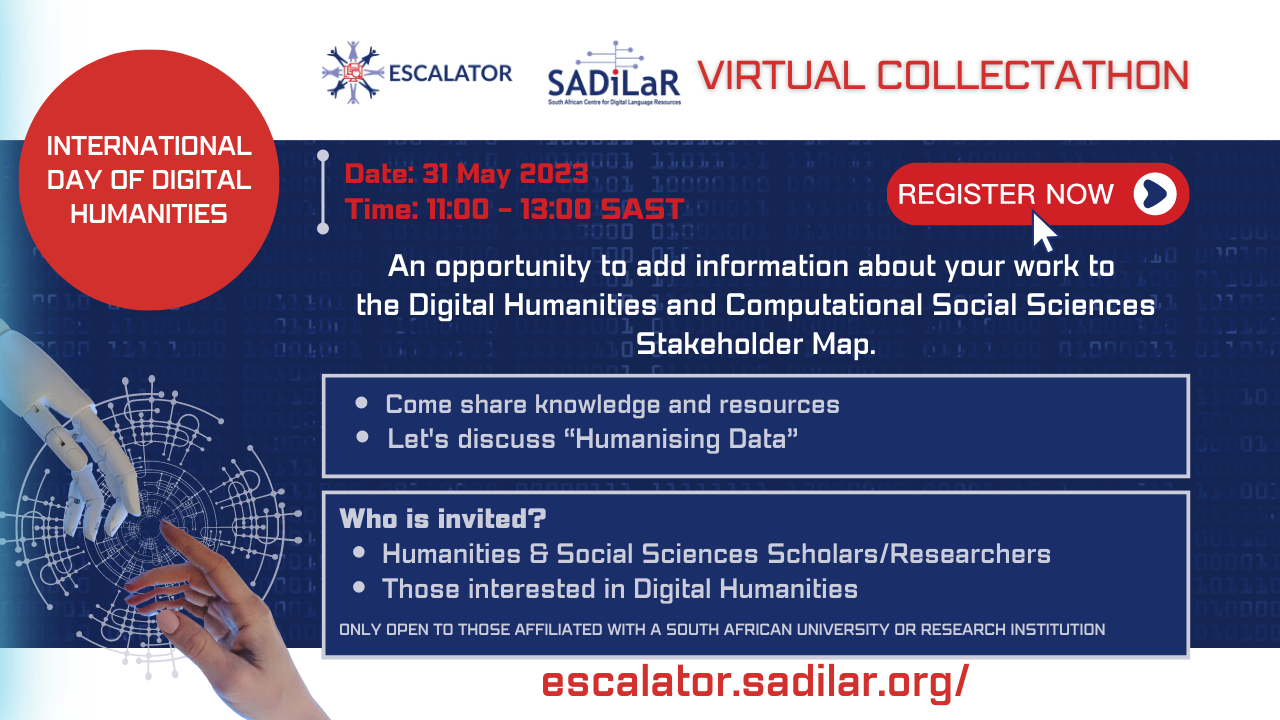 INTERNATIONAL
DAY OF DIGITAL
HUMANITIES
ESCALATOR
SADiLaR
South African Centre for Digital Language Resources
VIRTUAL COLLECTATHON
Date: 31 May 2023
Time: 11:00 – 13:00 SAST
REGISTER NOW
An opportunity to add information about your work to
the Digital Humanities and Computational Social Sciences
Stakeholder Map.
• Come share knowledge and resources
• Let's discuss “Humanising Data”
Who is invited?
• Humanities & Social Sciences Scholars/Researchers
• Those interested in Digital Humanities
ONLY OPEN TO THOSE AFFILIATED WITH A SOUTH AFRICAN UNIVERSITY OR RESEARCH INSTITUTION
escalator.sadilar.org/